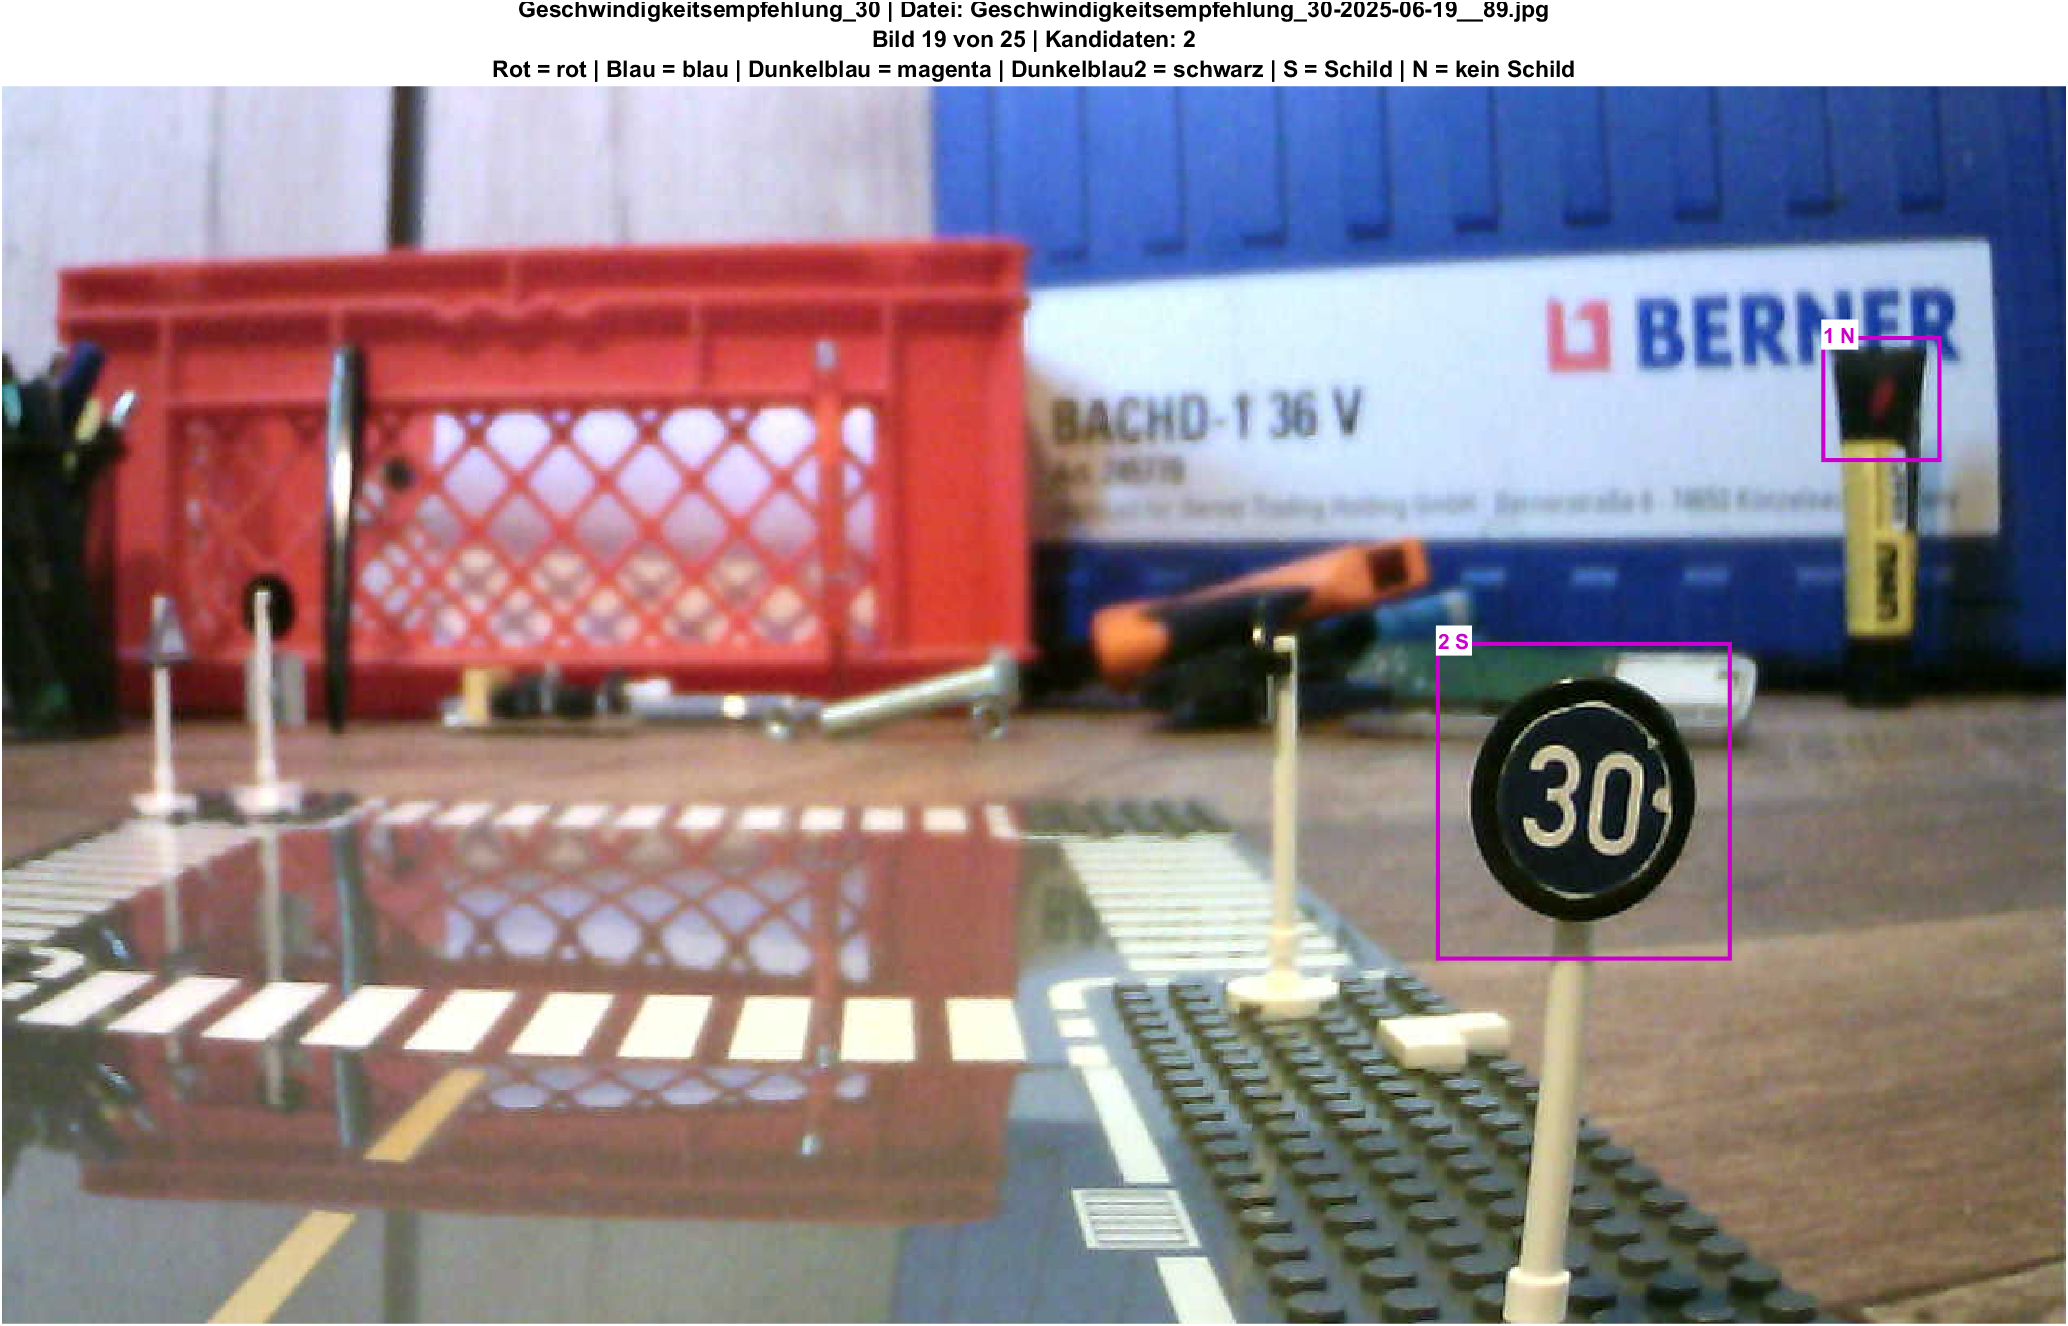 Geschwindigkeitsempfehlung_30 | Datei: Geschwindigkeitsempfehlung_30-2025-06-19__89.jpg
Bild 19 von 25 | Kandidaten: 2
Rot = rot | Blau = blau | Dunkelblau = magenta | Dunkelblau2 = schwarz | S = Schild | N = kein Schild
BERNER
1 N
BACHD-1 36 V
2 S
30